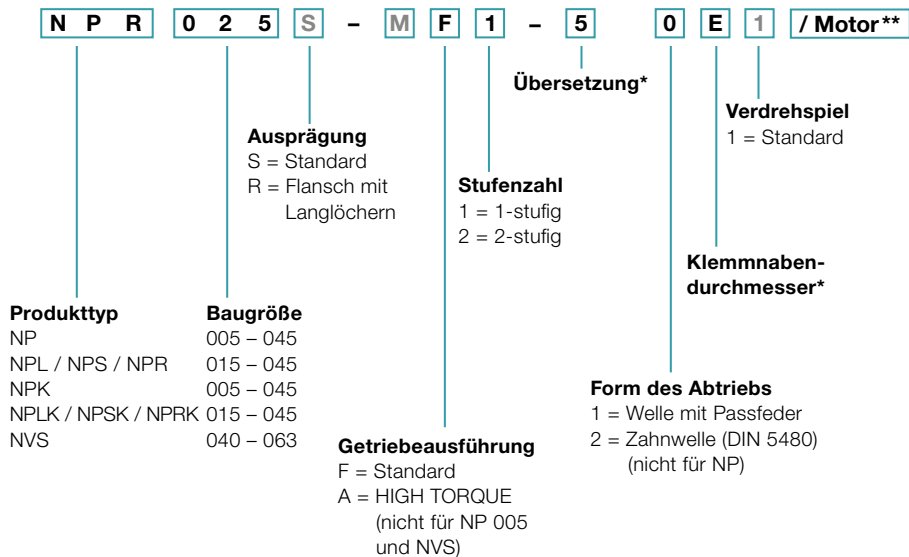 NPR 025 S – M F 1 – 5 0 E 1 / Motor**
Übersetzung*
Verdrehspiel
1 = Standard
Ausprägung
S = Standard
R = Flansch mit
Langlöchern
Stufenzahl
1 = 1-stufig
2 = 2-stufig
Klemmnaben-
durchmesser*
Produkttyp Baugröße
NP 005 – 045
NPL / NPS / NPR 015 – 045
NPK 005 – 045
NPLK / NPSK / NPRK 015 – 045
NVS 040 – 063
Form des Abtriebs
1 = Welle mit Passfeder
2 = Zahnwelle (DIN 5480)
(nicht für NP)
Getriebeausführung
F = Standard
A = HIGH TORQUE
(nicht für NP 005
und NVS)